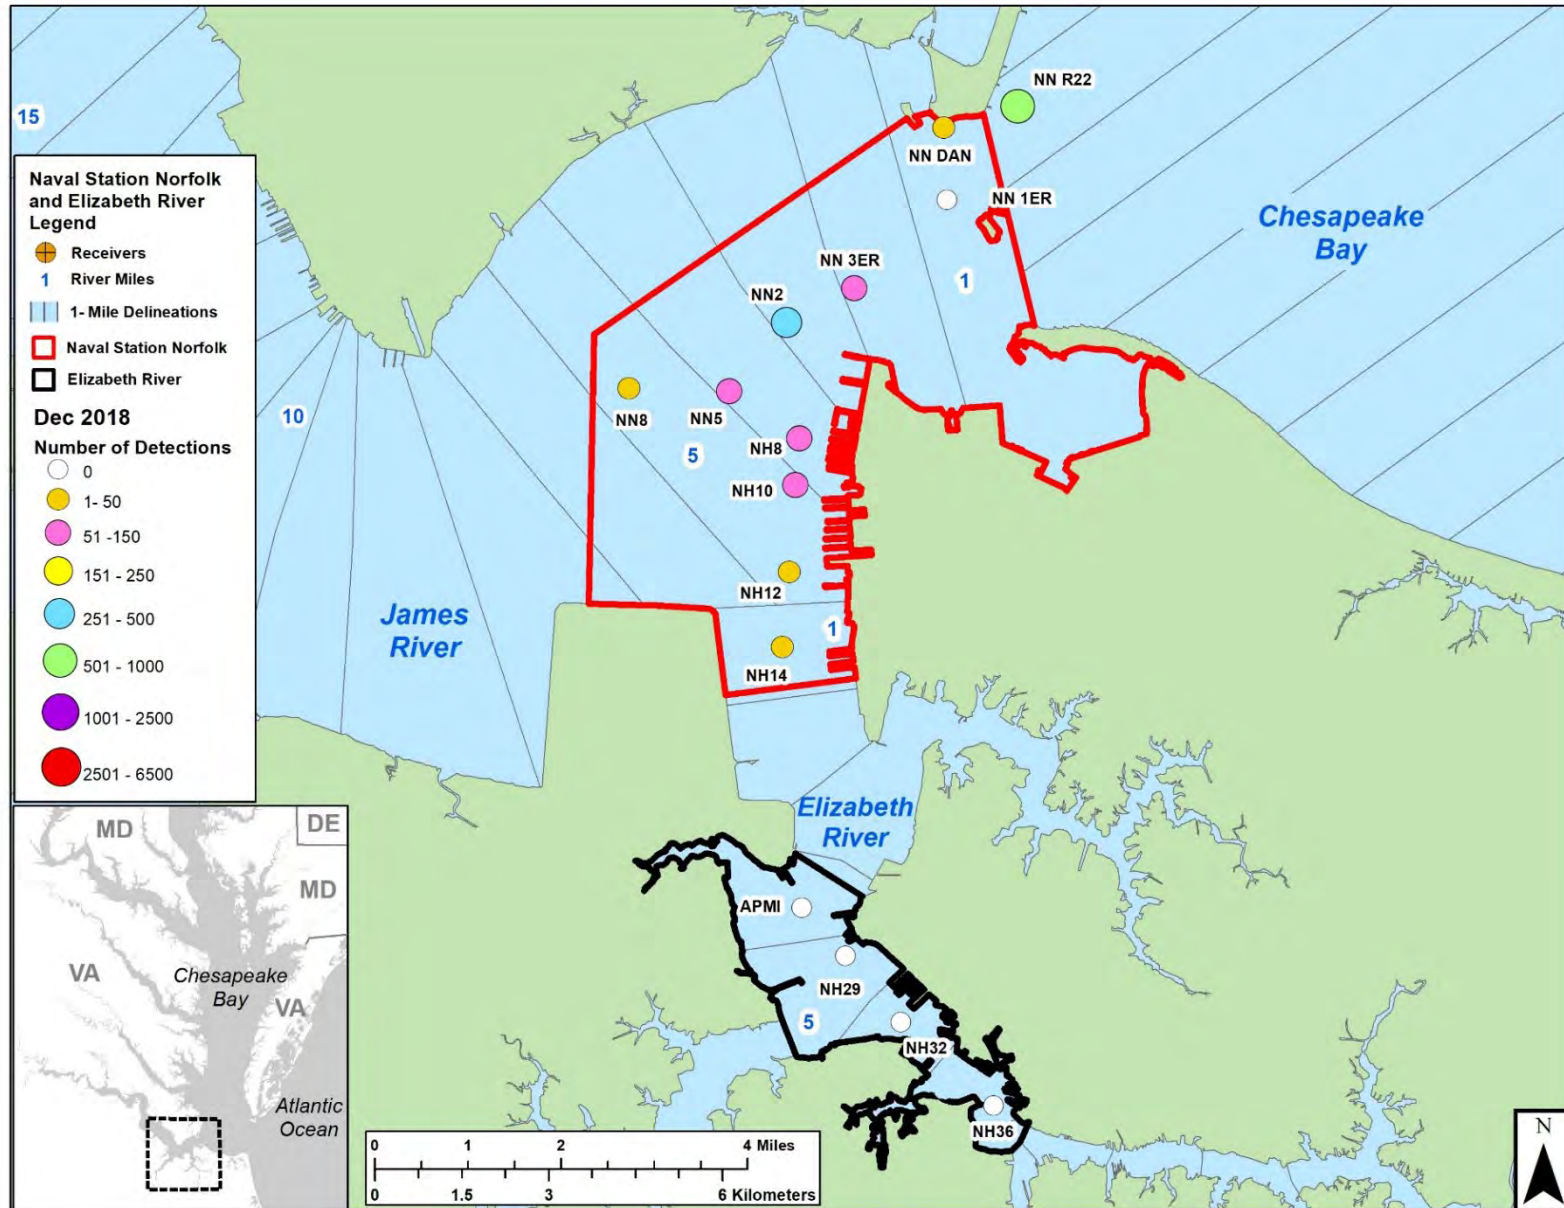 15
NN R22
NN DAN
NN 1ER
Chesapeake
Bay
NN 3ER
1
NN2
NN8
NN5
NH8
5
NH10
NH12
1
NH14
10
James
River
Elizabeth
River
APMI
NH29
5
NH32
NH36
Naval Station Norfolk
and Elizabeth River
Legend
Receivers
1 River Miles
1- Mile Delineations
Naval Station Norfolk
Elizabeth River
Dec 2018
Number of Detections
0
1- 50
51 -150
151 - 250
251 - 500
501 - 1000
1001 - 2500
2501 - 6500
MD
DE
MD
VA
Chesapeake
Bay
VA
Atlantic
Ocean
0 1 2 4 Miles
0 1.5 3 6 Kilometers
N